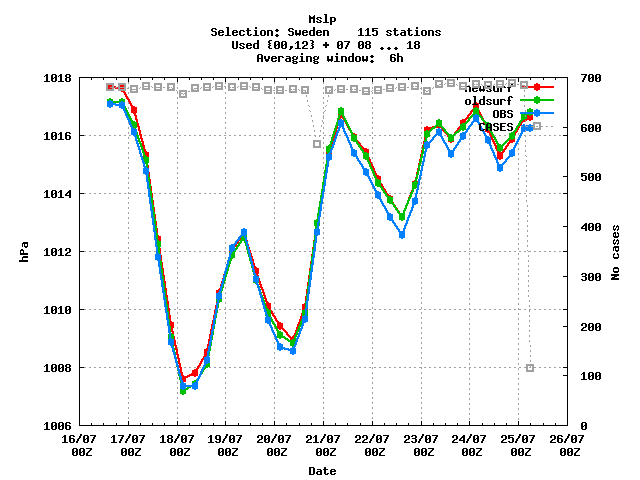 Mslp
Selection: Sweden    115 stations
Used {00,12} + 07 08 ... 18
Averaging window:  6h
1018
1016
1014
1012
1010
1008
1006
hPa
700
600
500
400
300
200
100
0
No cases
newsurf
oldsurf
OBS
CASES
16/07 17/07 18/07 19/07 20/07 21/07 22/07 23/07 24/07 25/07 26/07
00Z 00Z 00Z 00Z 00Z 00Z 00Z 00Z 00Z 00Z 00Z
Date